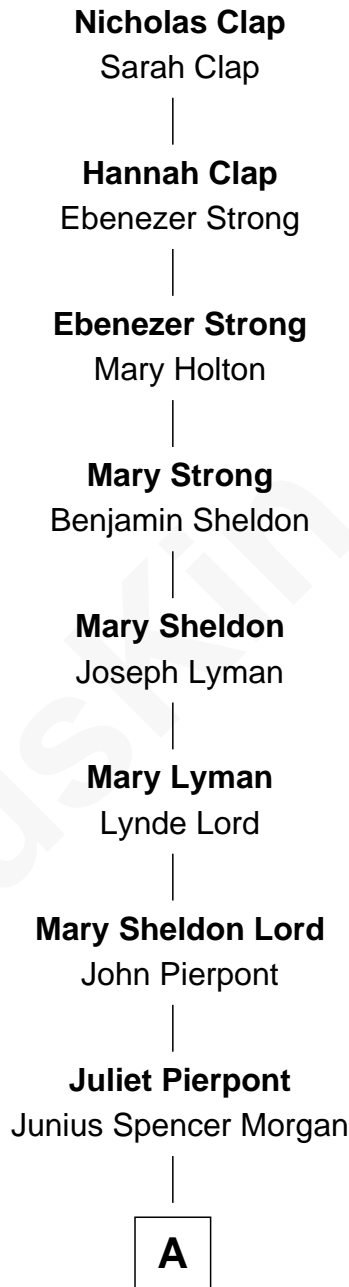 Nicholas Clap
Sarah Clap
Hannah Clap
Ebenezer Strong
Ebenezer Strong
Mary Holton
Mary Strong
Benjamin Sheldon
Mary Sheldon
Joseph Lyman
Mary Lyman
Lynde Lord
Mary Sheldon Lord
John Pierpont
Juliet Pierpont
Junius Spencer Morgan
A